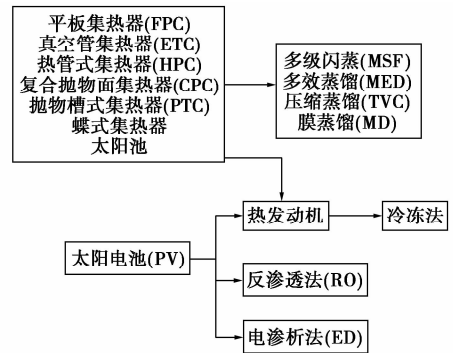 平板集热器(FPC)
真空管集热器(ETC)
热管式集热器(HPC)
复合抛物面集热器(CPC)
抛物槽式集热器(PTC)
蝶式集热器
太阳池
多级闪蒸(MSF)
多效蒸馏(MED)
压缩蒸馏(TVC)
膜蒸馏(MD)
热发动机
冷冻法
太阳电池(PV)
反渗透法(RO)
电渗析法(ED)